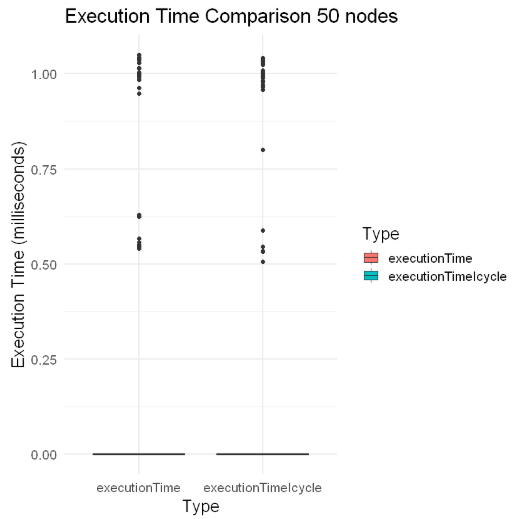 Execution Time Comparison 50 nodes
Execution Time (milliseconds)
1.00
0.75
0.50
0.25
0.00
executionTime
executionTimeIcycle
Type
Type
executionTime
executionTimeIcycle